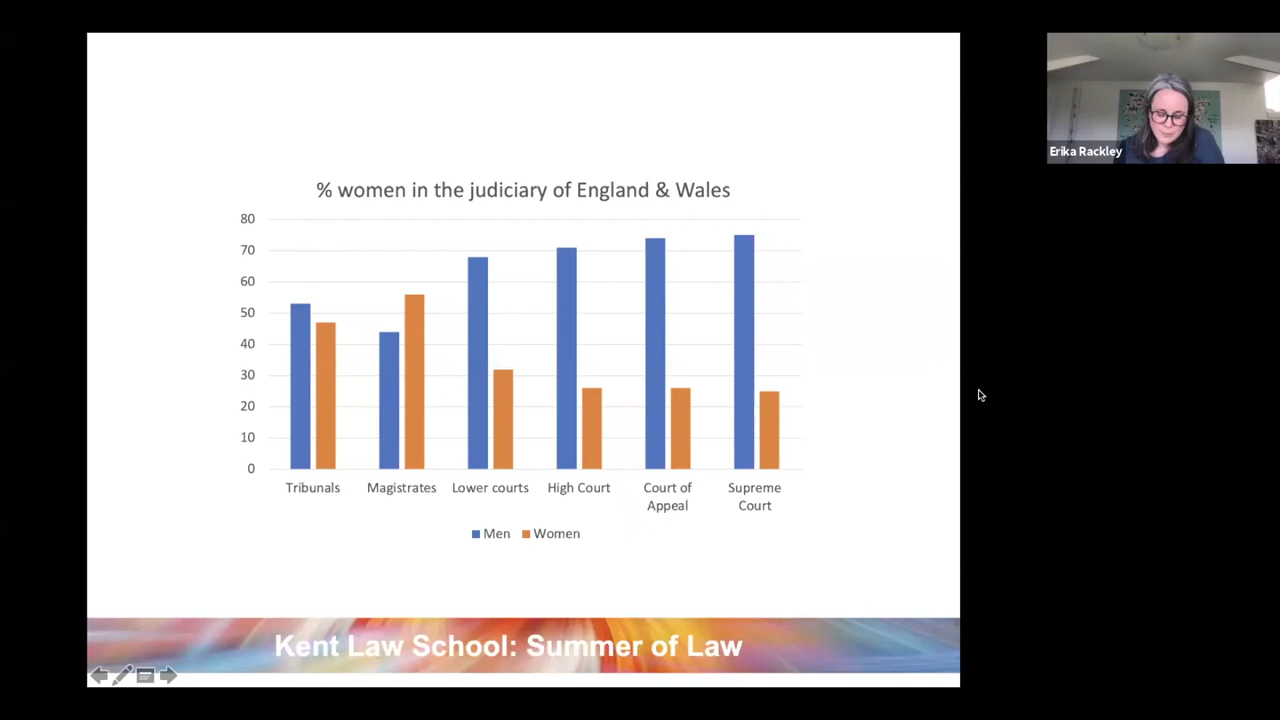 Erika Rackley
% women in the judiciary of England & Wales
80
70
60
50
40
30
20
10
0
Tribunals Magistrates Lower courts High Court Court of Appeal Supreme Court
Men Women
Kent Law School: Summer of Law